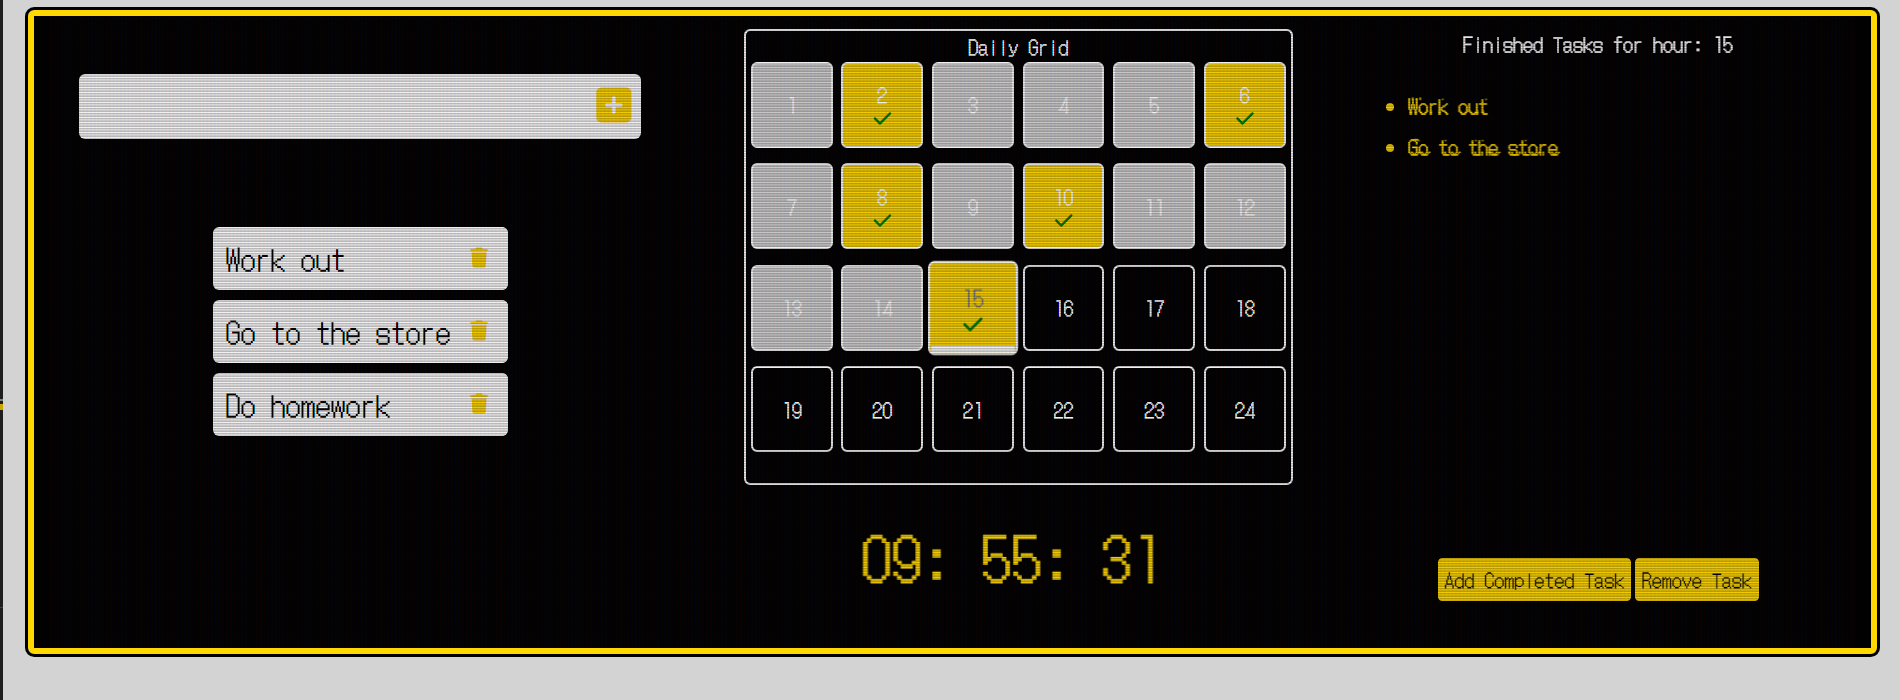 Work out
Go to the store
Do homework
Daily Grid
1 2 3 4 5 6
7 8 9 10 11 12
13 14 15 16 17 18
19 20 21 22 23 24
09: 55: 31
Finished Tasks for hour: 15
Work out
Go to the store
Add Completed Task
Remove Task